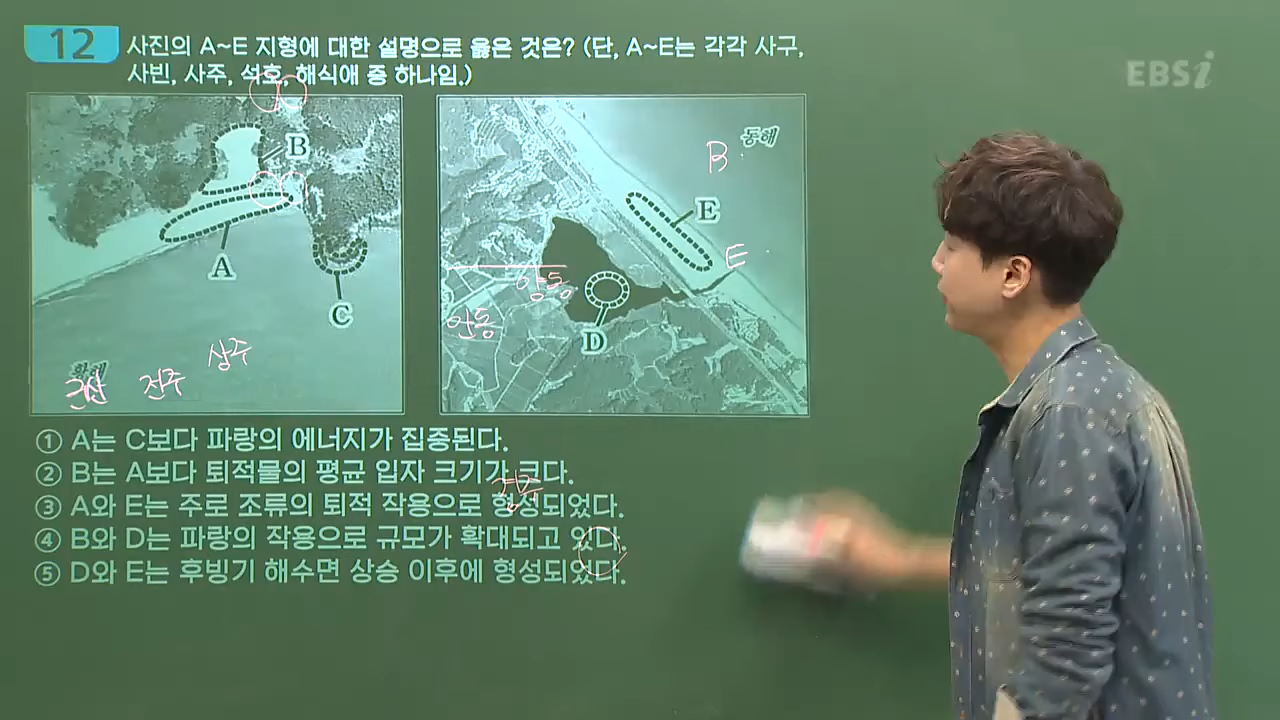 12 사진의 A~E 지형에 대한 설명으로 옳은 것은? (단, A~E는 각각 사구,
사빈, 사주, 석호, 해식애 중 하나임.)
EBSi
B
A
C
황해
군산 전주 상주
동해
B
E
E
양동
안동
D
① A는 C보다 파랑의 에너지가 집중된다.
② B는 A보다 퇴적물의 평균 입자 크기가 크다.
③ A와 E는 주로 조류의 퇴적 작용으로 형성되었다.
④ B와 D는 파랑의 작용으로 규모가 확대되고 있다.
⑤ D와 E는 후빙기 해수면 상승 이후에 형성되었다.